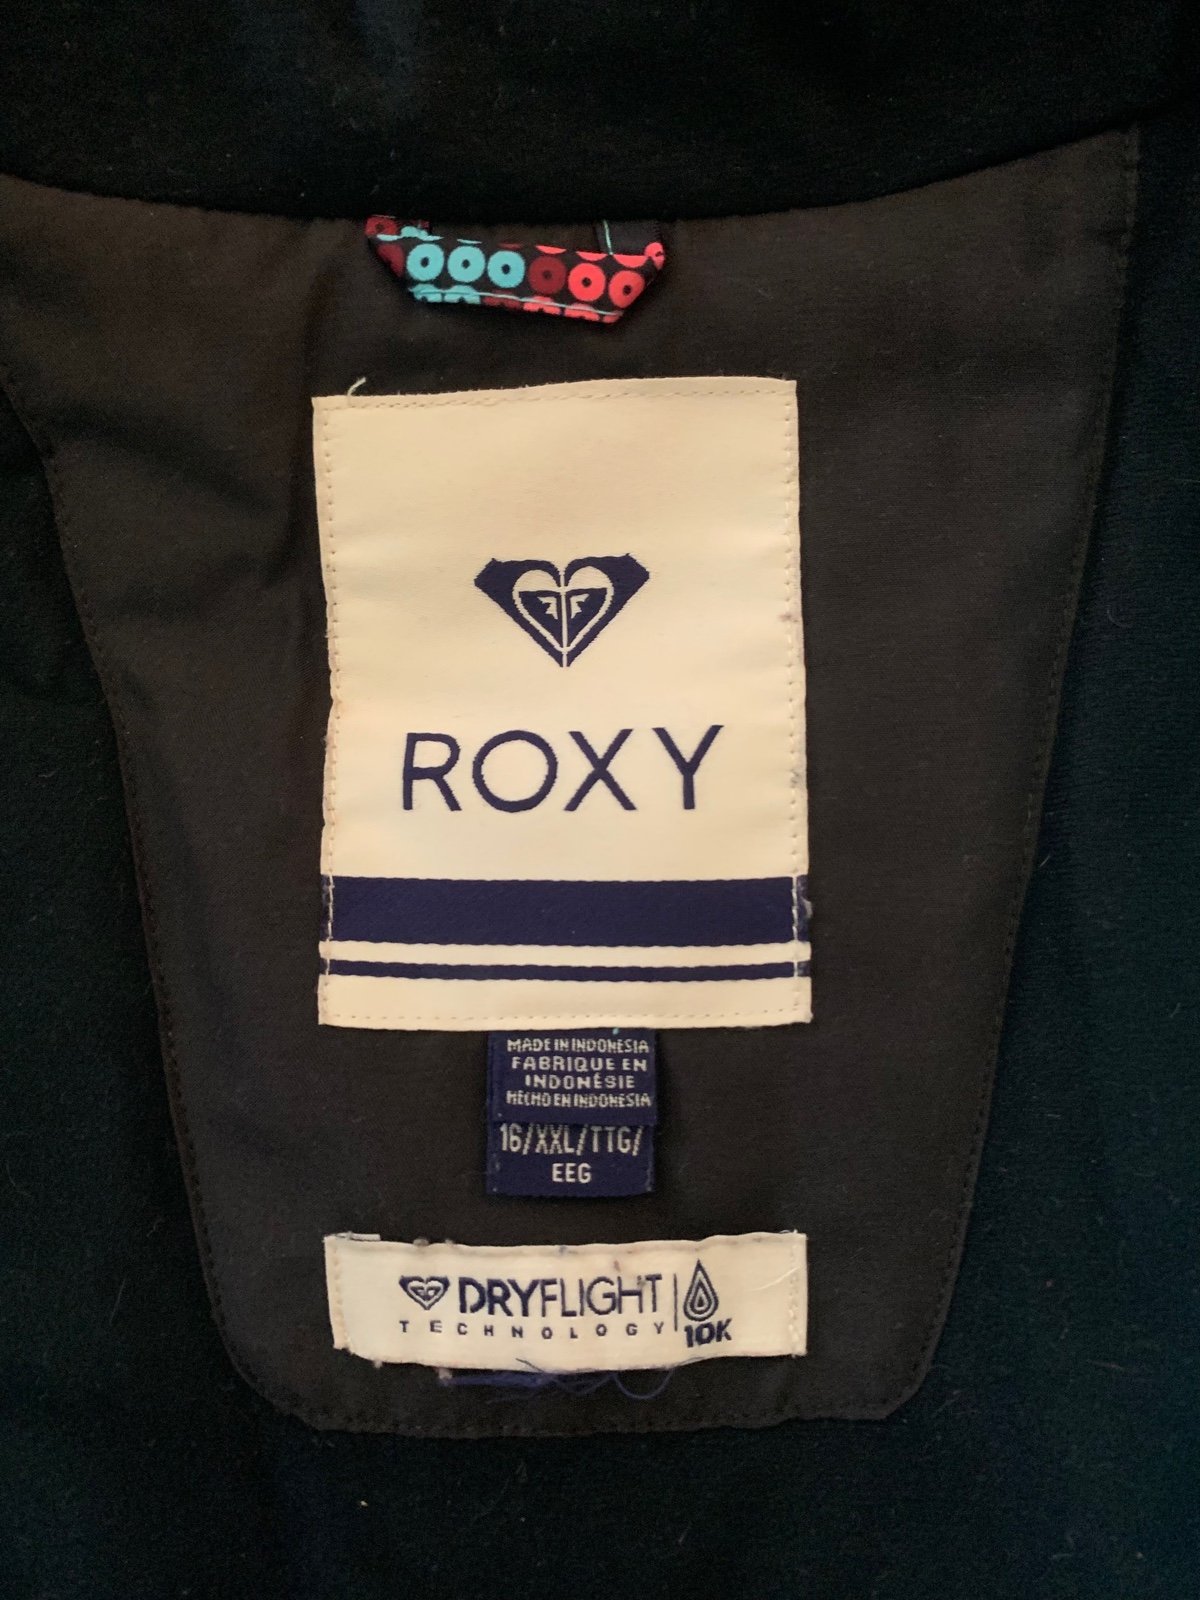 ROXY
MADE IN INDONESIA
FABRIQUE EN
INDONÉSIE
HECHO EN INDONESIA
16/XXL/TTG/
EEG
DRYFLIGHT
TECHNOLOGY
10K